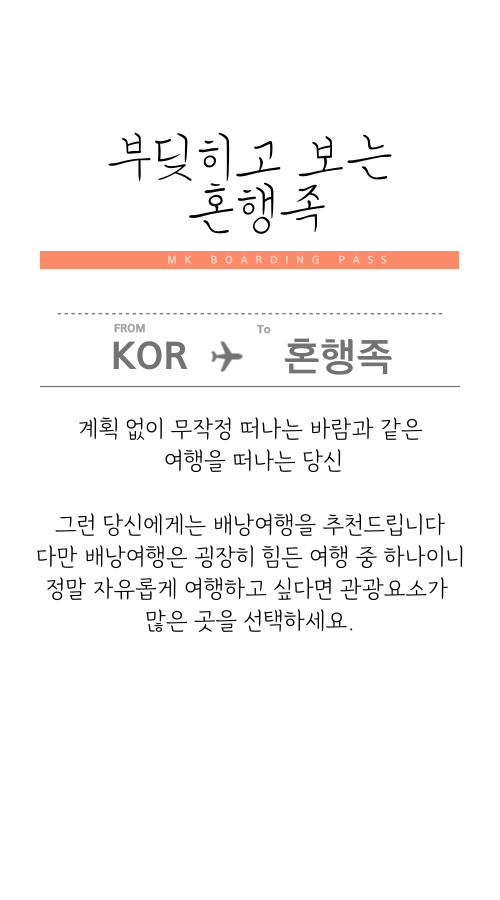 부딪히고 보는
혼행족
MK BOARDING PASS
FROM To
KOR 혼행족
계획 없이 무작정 떠나는 바람과 같은
여행을 떠나는 당신
그런 당신에게는 배낭여행을 추천드립니다
다만 배낭여행은 굉장히 힘든 여행 중 하나이니
정말 자유롭게 여행하고 싶다면 관광요소가
많은 곳을 선택하세요.